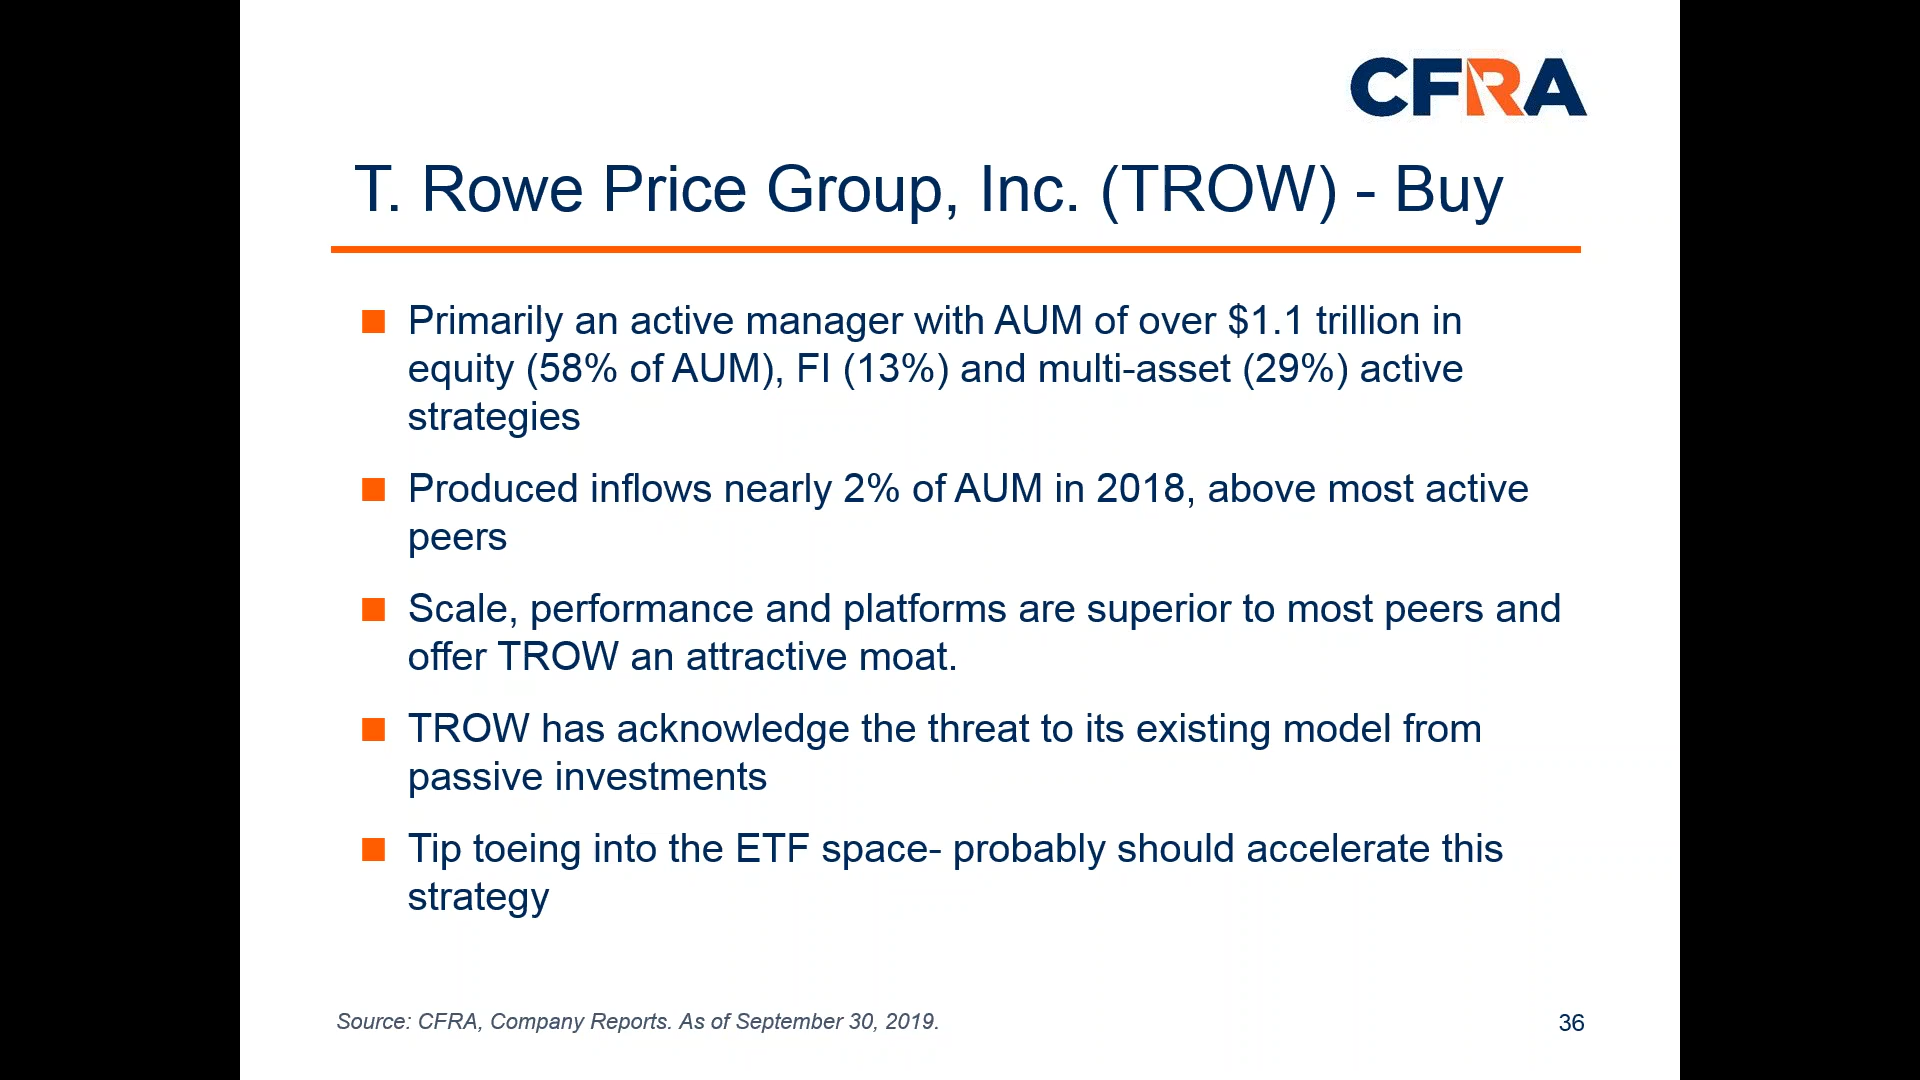 CFRA
T. Rowe Price Group, Inc. (TROW) - Buy
Primarily an active manager with AUM of over $1.1 trillion in
equity (58% of AUM), FI (13%) and multi-asset (29%) active
strategies
Produced inflows nearly 2% of AUM in 2018, above most active
peers
Scale, performance and platforms are superior to most peers and
offer TROW an attractive moat.
TROW has acknowledge the threat to its existing model from
passive investments
Tip toeing into the ETF space- probably should accelerate this
strategy
Source: CFRA, Company Reports. As of September 30, 2019.
36